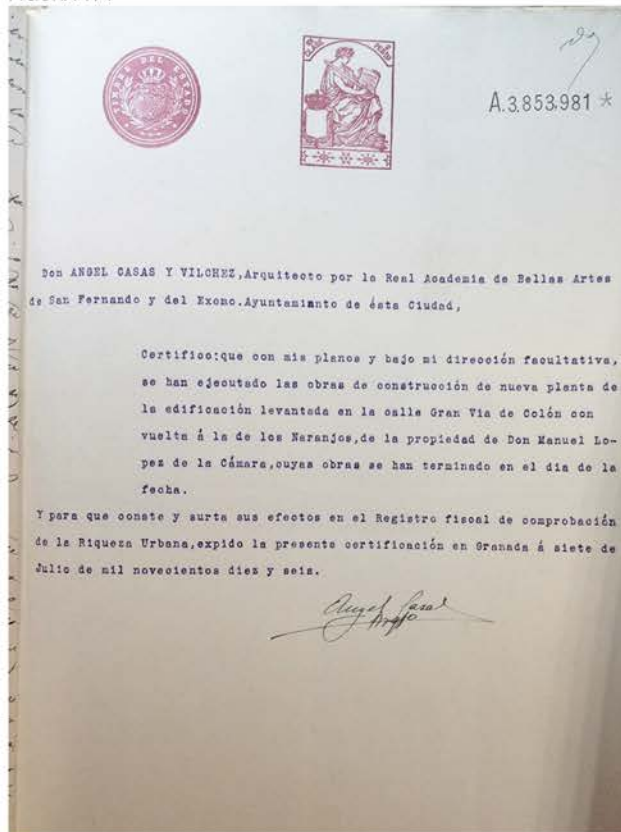 TIMBRE DEL ESTADO
A.3.853.981 *
Don ANGEL CASAS Y VILCHEZ,Arquitecto por la Real Academia de Bellas Artes
de San Fernando y del Excmo.Ayuntamiento de ésta Ciudad,
Certifico:que con mis planos y bajo mi dirección facultativa,
se han ejecutado las obras de construcción de nueva planta de
la edificación levantada en la calle Gran Via de Colón con
vuelta á la de los Naranjos,de la propiedad de Don Manuel Lo-
pez de la Cámara,cuyas obras se han terminado en el dia de la
fecha.
Y para que conste y surta sus efectos en el Registro fiscal de comprobación
de la Riqueza Urbana,expido la presente certificación en Granada á siete de
Julio de mil novecientos diez y seis.
Angel Casas